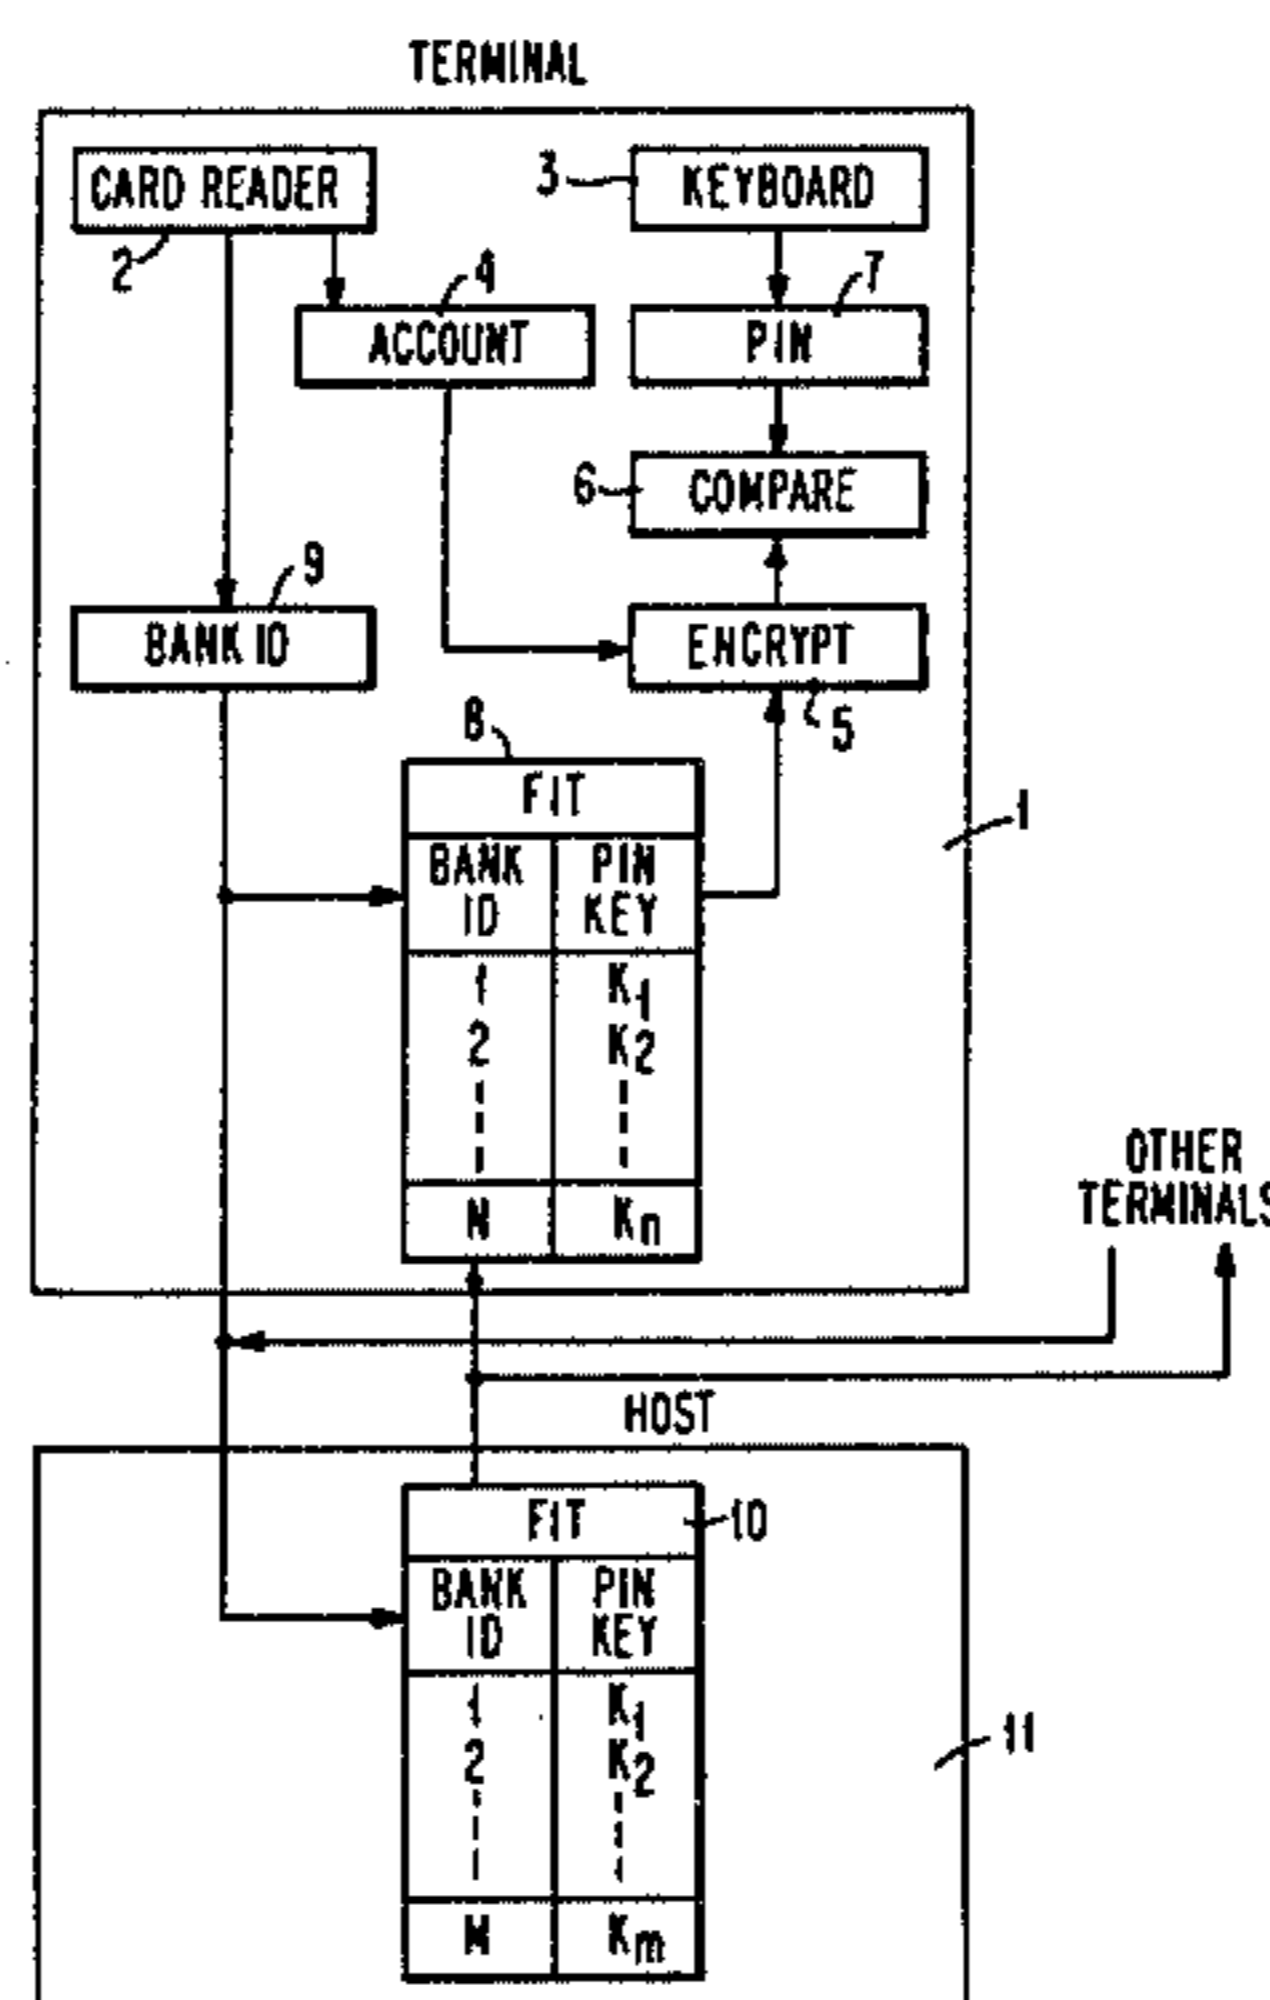 TERMINAL
CARD READER
3
KEYBOARD
2
4
7
ACCOUNT
PIN
6
COMPARE
9
BANK ID
ENCRYPT
5
8
FIT
1
BANK ID
PIN KEY
1 K1
2 K2
N Kn
OTHER
TERMINALS
HOST
FIT
10
BANK ID
PIN KEY
1 K1
2 K2
11
M Km